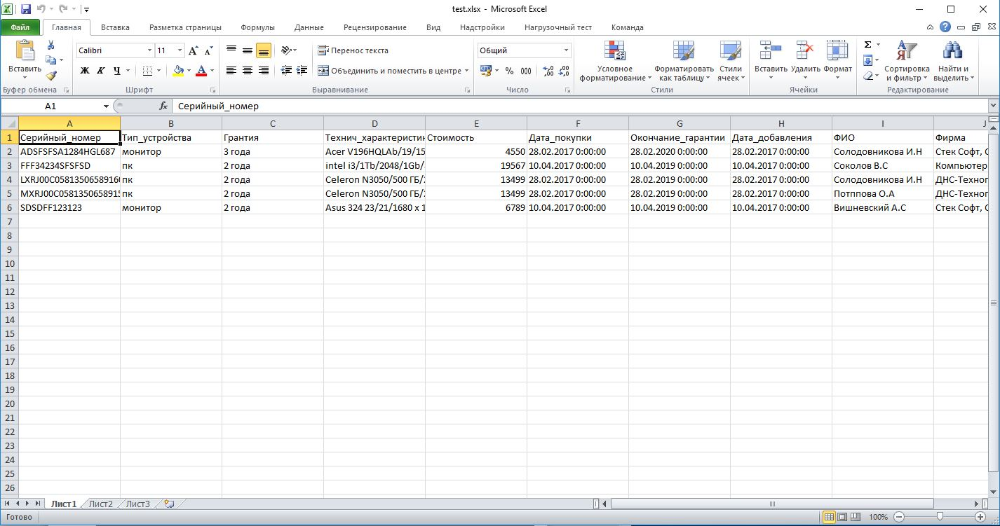 test.xlsx - Microsoft Excel
Файл Главная Вставка Разметка страницы Формулы Данные Рецензирование Вид Надстройки Нагрузочный тест Команда
Calibri 11 Перенос текста Общий
Вставить Ж К Ч Объединить и поместить в центре % 000 Условное форматирование Форматировать как таблицу Стили ячеек Вставить Удалить Формат Сортировка и фильтр Найти и выделить
Буфер обмена Шрифт Выравнивание Число Стили Ячейки Редактирование
A1 fx Серийный_номер
A B C D E F G H I J
1 Серийный_номер Тип_устройства Грантия Технич_характеристик Стоимость Дата_покупки Окончание_гарантии Дата_добавления ФИО Фирма
2 ADSFSFSA1284HGL687 монитор 3 года Acer V196HQLAb/19/15 4550 28.02.2017 0:00:00 28.02.2020 0:00:00 28.02.2017 0:00:00 Солодовникова И.Н Стек Софт, С
3 FFF34234SFSFSD пк 2 года intel i3/1Tb/2048/1Gb/ 19567 10.04.2017 0:00:00 10.04.2019 0:00:00 10.04.2017 0:00:00 Соколов В.С Компьютер
4 LXRJ00C0581350658916 пк 2 года Celeron N3050/500 ГБ/ 13499 28.02.2017 0:00:00 28.02.2019 0:00:00 28.02.2017 0:00:00 Солодовникова И.Н ДНС-Техног
5 MXRJ00C058135065891 пк 2 года Celeron N3050/500 ГБ/ 13499 28.02.2017 0:00:00 28.02.2019 0:00:00 28.02.2017 0:00:00 Потппова О.А ДНС-Техног
6 SDSDFF123123 монитор 2 года Asus 324 23/21/1680 x 1 6789 10.04.2017 0:00:00 10.04.2019 0:00:00 10.04.2017 0:00:00 Вишневский А.С Стек Софт, С
7
8
9
10
11
12
13
14
15
16
17
18
19
20
21
22
23
24
25
26
Лист1 Лист2 Лист3
Готово 100%